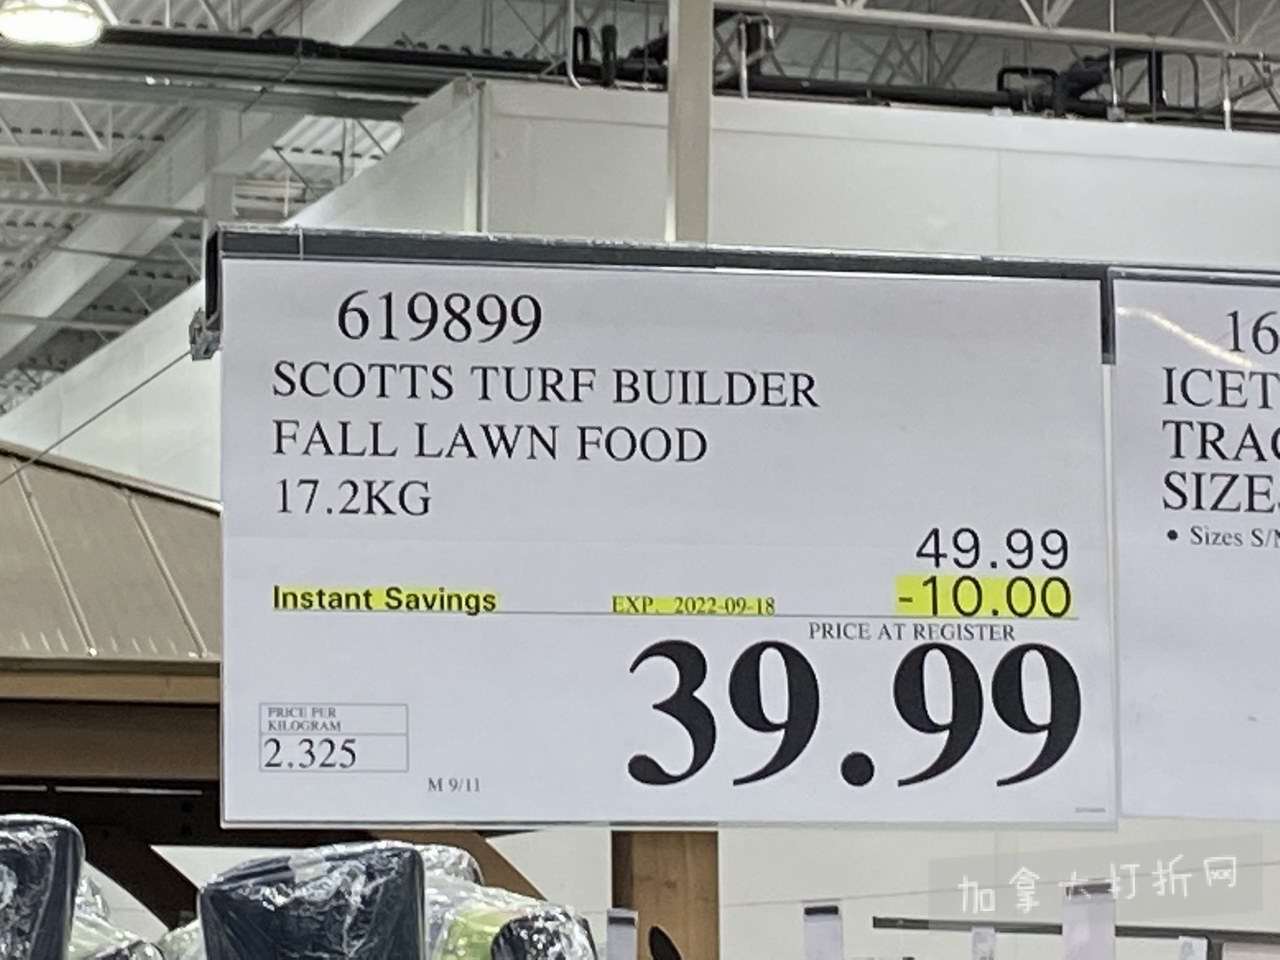 619899
SCOTTS TURF BUILDER
FALL LAWN FOOD
17.2KG
49.99
Instant Savings EXP. 2022-09-18 -10.00
PRICE AT REGISTER
39.99
PRICE PER
KILOGRAM
2.325
M 9/11
16
ICET
TRAC
SIZE
• Sizes S/M
加拿大打折网